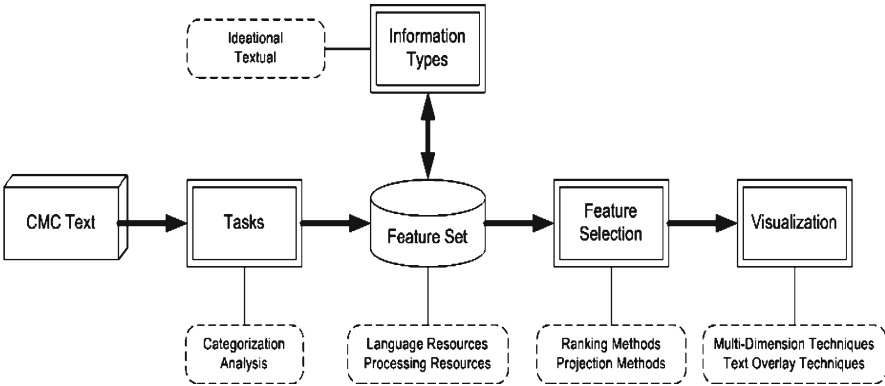 Ideational
Textual
Information
Types
CMC Text
Tasks
Feature Set
Feature
Selection
Visualization
Categorization
Analysis
Language Resources
Processing Resources
Ranking Methods
Projection Methods
Multi-Dimension Techniques
Text Overlay Techniques